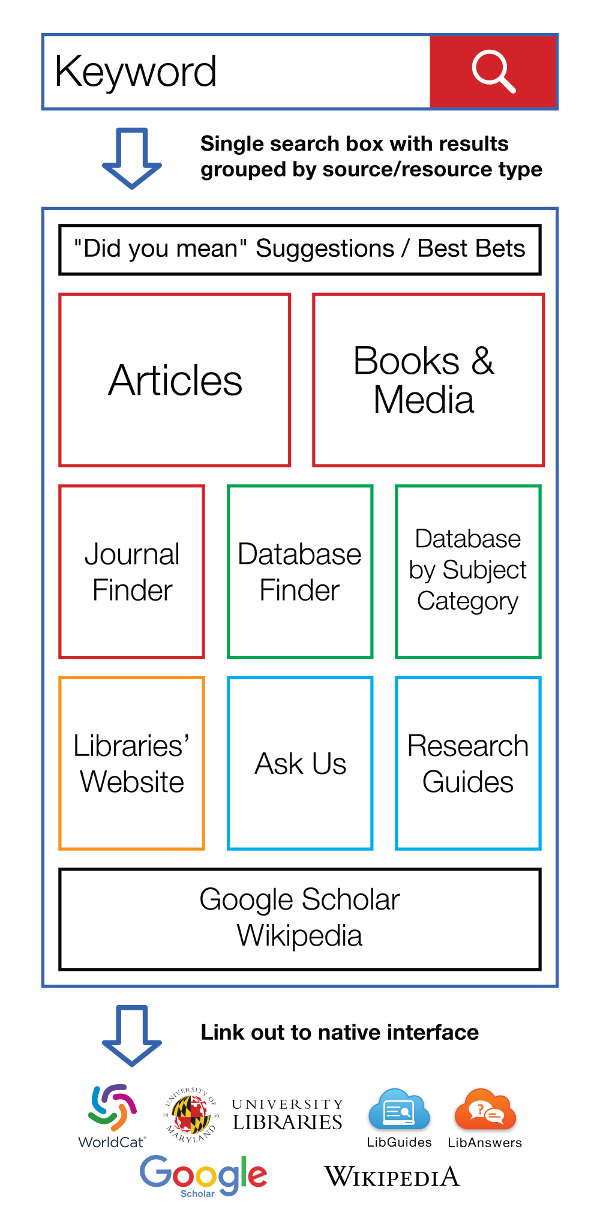 Keyword
Single search box with results
grouped by source/resource type
"Did you mean" Suggestions / Best Bets
Articles
Books &
Media
Journal
Finder
Database
Finder
Database
by Subject
Category
Libraries’
Website
Ask Us
Research
Guides
Google Scholar
Wikipedia
Link out to native interface
WorldCat®
UNIVERSITY OF
18 56
MARYLAND
UNIVERSITY
LIBRARIES
LibGuides
LibAnswers
Google
Scholar
WIKIPEDIA